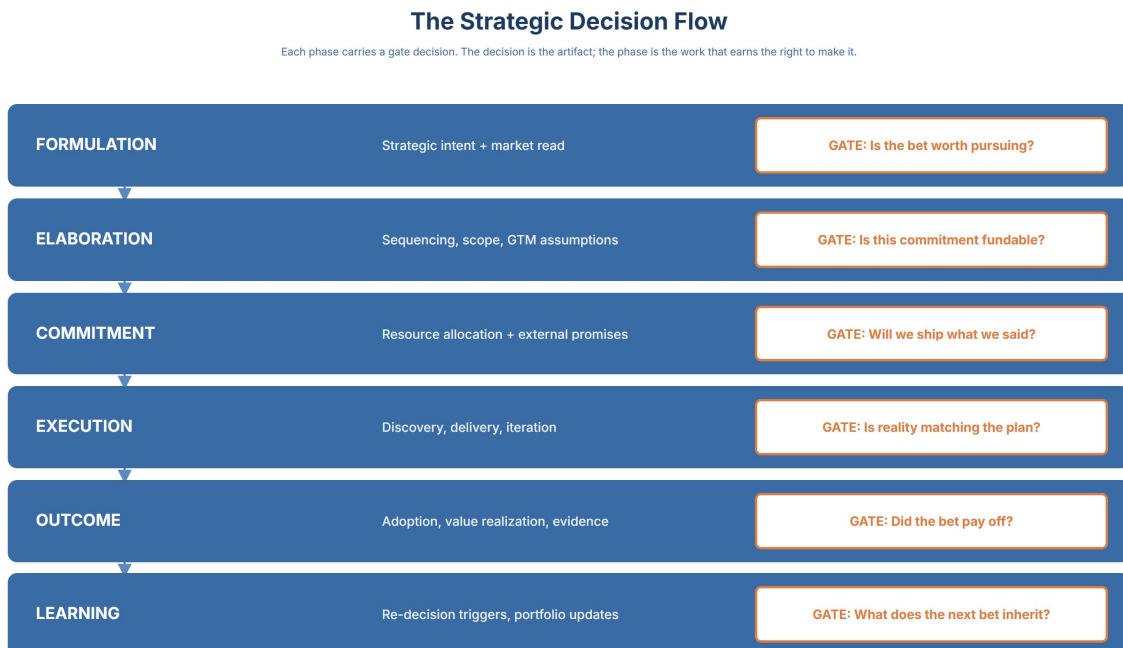 The Strategic Decision Flow
Each phase carries a gate decision. The decision is the artifact; the phase is the work that earns the right to make it.
FORMULATION
Strategic intent + market read
GATE: Is the bet worth pursuing?
ELABORATION
Sequencing, scope, GTM assumptions
GATE: Is this commitment fundable?
COMMITMENT
Resource allocation + external promises
GATE: Will we ship what we said?
EXECUTION
Discovery, delivery, iteration
GATE: Is reality matching the plan?
OUTCOME
Adoption, value realization, evidence
GATE: Did the bet pay off?
LEARNING
Re-decision triggers, portfolio updates
GATE: What does the next bet inherit?